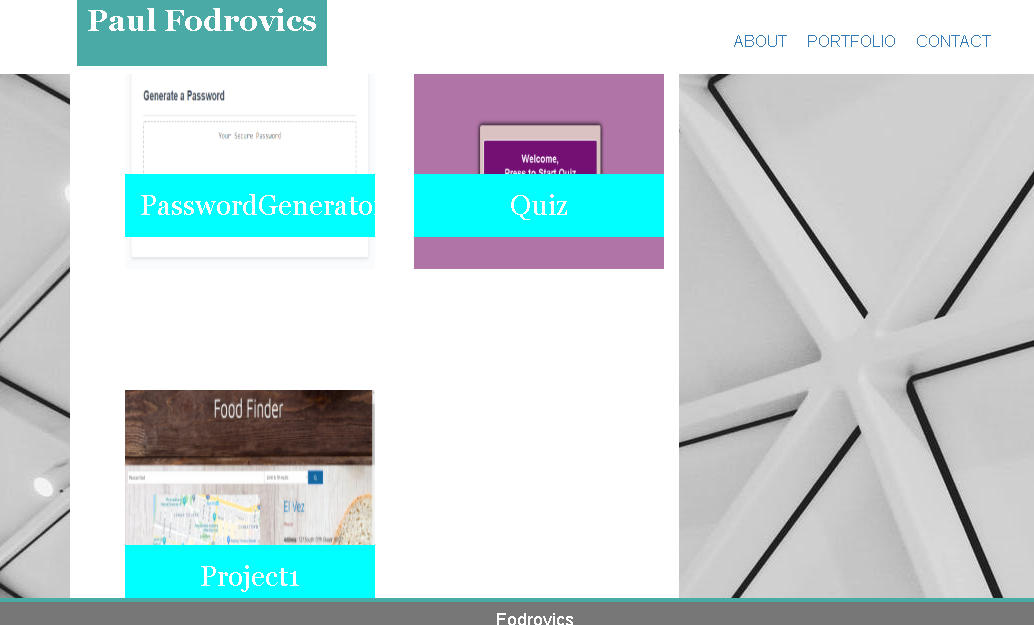 Paul Fodrovics
ABOUT PORTFOLIO CONTACT
Generate a Password
Your Secure Password
Welcome,
Press to Start Quiz
PasswordGenerato
Quiz
Food Finder
El Vez
Project1
Fodrovics